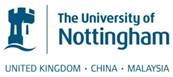 The University of
Nottingham
UNITED KINGDOM · CHINA · MALAYSIA